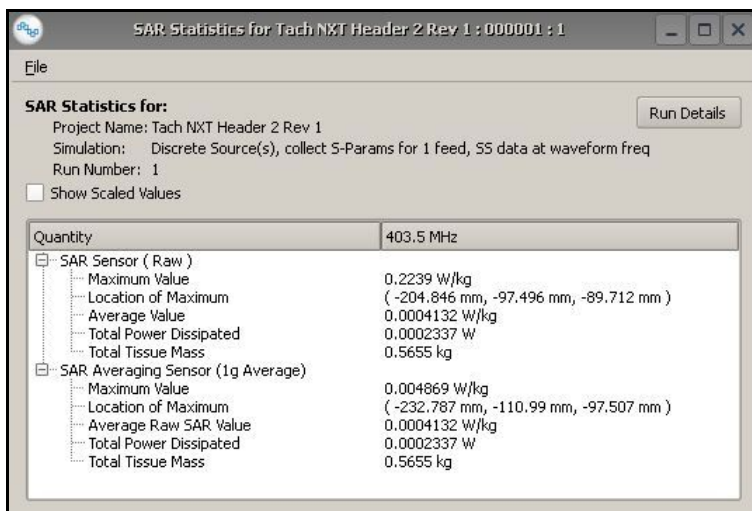 SAR Statistics for Tach NXT Header 2 Rev 1 : 000001 : 1
File
SAR Statistics for:
Run Details
Project Name: Tach NXT Header 2 Rev 1
Simulation: Discrete Source(s), collect S-Params for 1 feed, SS data at waveform freq
Run Number: 1
Show Scaled Values
Quantity 403.5 MHz
SAR Sensor ( Raw )
Maximum Value 0.2239 W/kg
Location of Maximum ( -204.846 mm, -97.496 mm, -89.712 mm )
Average Value 0.0004132 W/kg
Total Power Dissipated 0.0002337 W
Total Tissue Mass 0.5655 kg
SAR Averaging Sensor (1g Average)
Maximum Value 0.004869 W/kg
Location of Maximum ( -232.787 mm, -110.99 mm, -97.507 mm )
Average Raw SAR Value 0.0004132 W/kg
Total Power Dissipated 0.0002337 W
Total Tissue Mass 0.5655 kg